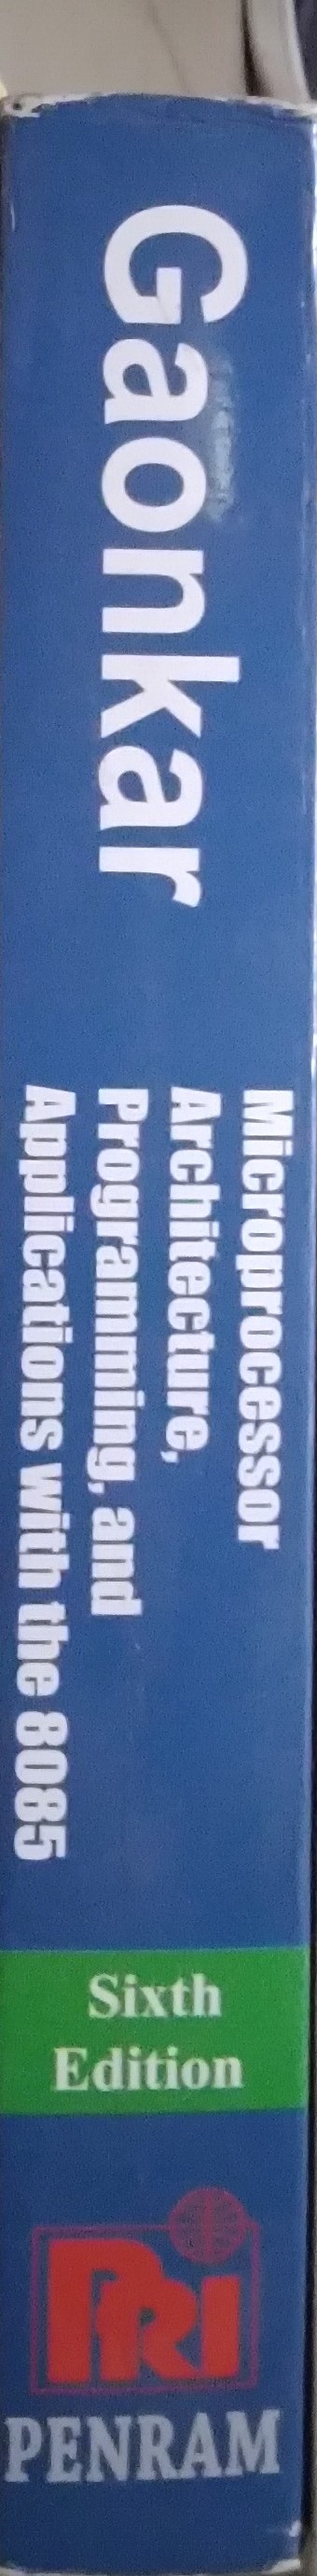 Gaonkar
Microprocessor
Architecture,
Programming, and
Applications with the 8085
Sixth
Edition
PRI
PENRAM